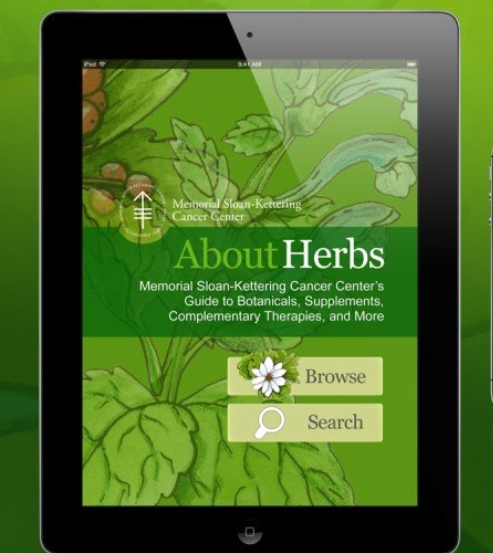 iPad
9:41 AM
Memorial Sloan-Kettering
Cancer Center
About Herbs
Memorial Sloan-Kettering Cancer Center's
Guide to Botanicals, Supplements,
Complementary Therapies, and More
Browse
Search